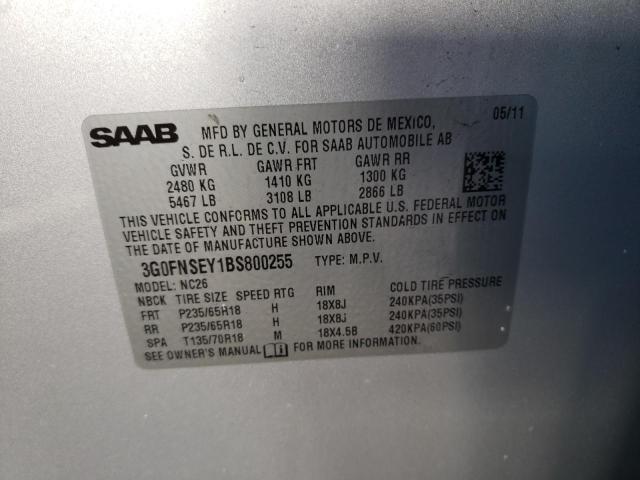 05/11
SAAB MFD BY GENERAL MOTORS DE MEXICO,
S. DE R.L. DE C.V. FOR SAAB AUTOMOBILE AB
GVWR GAWR FRT GAWR RR
2480 KG 1410 KG 1300 KG
5467 LB 3108 LB 2866 LB
THIS VEHICLE CONFORMS TO ALL APPLICABLE U.S. FEDERAL MOTOR
VEHICLE SAFETY AND THEFT PREVENTION STANDARDS IN EFFECT ON
THE DATE OF MANUFACTURE SHOWN ABOVE.
3G0FNSEY1BS800255 TYPE: M.P.V.
MODEL: NC26
NBCK TIRE SIZE SPEED RTG RIM COLD TIRE PRESSURE
FRT P235/65R18 H 18X8J 240KPA(35PSI)
RR P235/65R18 H 18X8J 240KPA(35PSI)
SPA T135/70R18 M 18X4.5B 420KPA(60PSI)
SEE OWNER'S MANUAL FOR MORE INFORMATION.